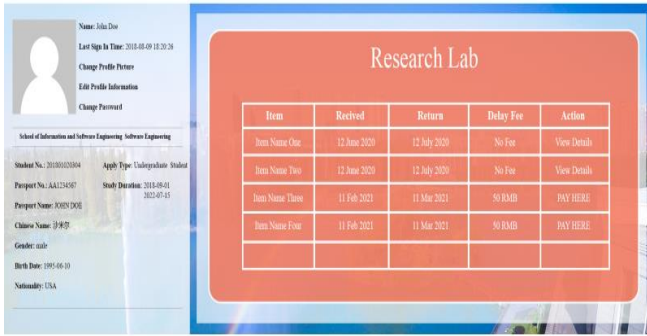 Name: John Doe
Last Sign In Time: 2018-08-09 18:20:26
Change Profile Picture
Edit Profile Information
Change Password
School of Information and Software Engineering Software Engineering
Student No.: 201801020304 Apply Type: Undergraduate Student
Passport No.: AA1234567 Study Duration: 2018-09-01
2022-07-15
Passport Name: JOHN DOE
Chinese Name: 沙米尔
Gender: male
Birth Date: 1995-06-10
Nationality: USA
Research Lab
Item Recived Return Delay Fee Action
Item Name One 12 June 2020 12 July 2020 No Fee View Details
Item Name Two 12 June 2020 12 July 2020 No Fee View Details
Item Name Three 11 Feb 2021 11 Mar 2021 50 RMB PAY HERE
Item Name Four 11 Feb 2021 11 Mar 2021 50 RMB PAY HERE